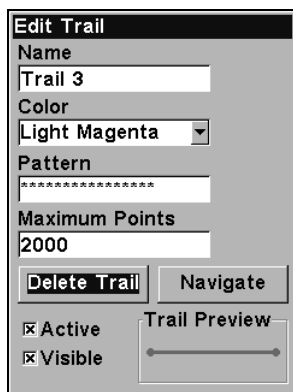 Edit Trail
Name
Trail 3
Color
Light Magenta
Pattern
****************
Maximum Points
2000
Delete Trail Navigate
Active
Trail Preview
Visible